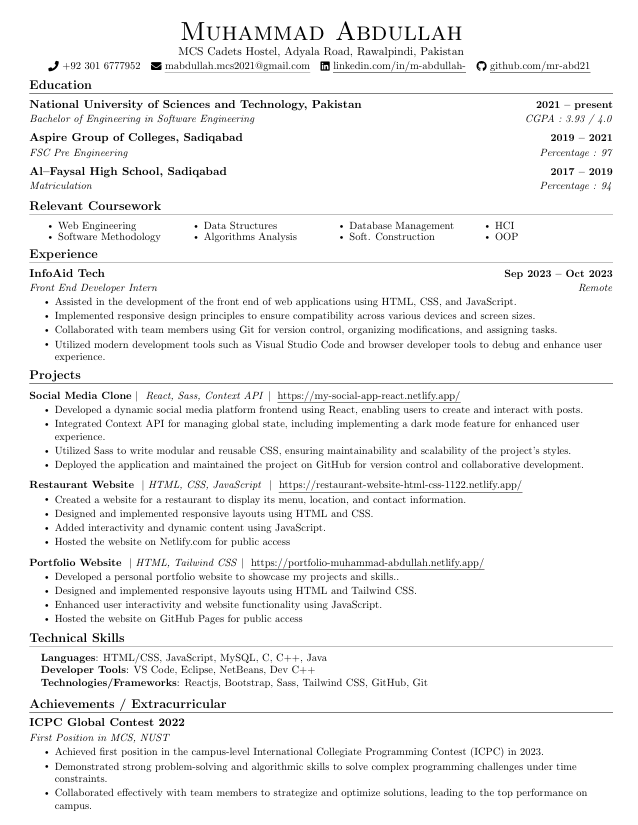 Muhammad Abdullah
MCS Cadets Hostel, Adyala Road, Rawalpindi, Pakistan
+92 301 6777952 mabdullah.mcs2021@gmail.com linkedin.com/in/m-abdullah- github.com/mr-abd21
Education
National University of Sciences and Technology, Pakistan 2021 – present
Bachelor of Engineering in Software Engineering CGPA : 3.93 / 4.0
Aspire Group of Colleges, Sadiqabad 2019 – 2021
FSC Pre Engineering Percentage : 97
Al–Faysal High School, Sadiqabad 2017 – 2019
Matriculation Percentage : 94
Relevant Coursework
• Web Engineering • Data Structures • Database Management • HCI
• Software Methodology • Algorithms Analysis • Soft. Construction • OOP
Experience
InfoAid Tech Sep 2023 – Oct 2023
Front End Developer Intern Remote
• Assisted in the development of the front end of web applications using HTML, CSS, and JavaScript.
• Implemented responsive design principles to ensure compatibility across various devices and screen sizes.
• Collaborated with team members using Git for version control, organizing modifications, and assigning tasks.
• Utilized modern development tools such as Visual Studio Code and browser developer tools to debug and enhance user
experience.
Projects
Social Media Clone | React, Sass, Context API | https://my-social-app-react.netlify.app/
• Developed a dynamic social media platform frontend using React, enabling users to create and interact with posts.
• Integrated Context API for managing global state, including implementing a dark mode feature for enhanced user
experience.
• Utilized Sass to write modular and reusable CSS, ensuring maintainability and scalability of the project's styles.
• Deployed the application and maintained the project on GitHub for version control and collaborative development.
Restaurant Website | HTML, CSS, JavaScript | https://restaurant-website-html-css-1122.netlify.app/
• Created a website for a restaurant to display its menu, location, and contact information.
• Designed and implemented responsive layouts using HTML and CSS.
• Added interactivity and dynamic content using JavaScript.
• Hosted the website on Netlify.com for public access
Portfolio Website | HTML, Tailwind CSS | https://portfolio-muhammad-abdullah.netlify.app/
• Developed a personal portfolio website to showcase my projects and skills..
• Designed and implemented responsive layouts using HTML and Tailwind CSS.
• Enhanced user interactivity and website functionality using JavaScript.
• Hosted the website on GitHub Pages for public access
Technical Skills
Languages: HTML/CSS, JavaScript, MySQL, C, C++, Java
Developer Tools: VS Code, Eclipse, NetBeans, Dev C++
Technologies/Frameworks: Reactjs, Bootstrap, Sass, Tailwind CSS, GitHub, Git
Achievements / Extracurricular
ICPC Global Contest 2022
First Position in MCS, NUST
• Achieved first position in the campus-level International Collegiate Programming Contest (ICPC) in 2023.
• Demonstrated strong problem-solving and algorithmic skills to solve complex programming challenges under time
constraints.
• Collaborated effectively with team members to strategize and optimize solutions, leading to the top performance on
campus.